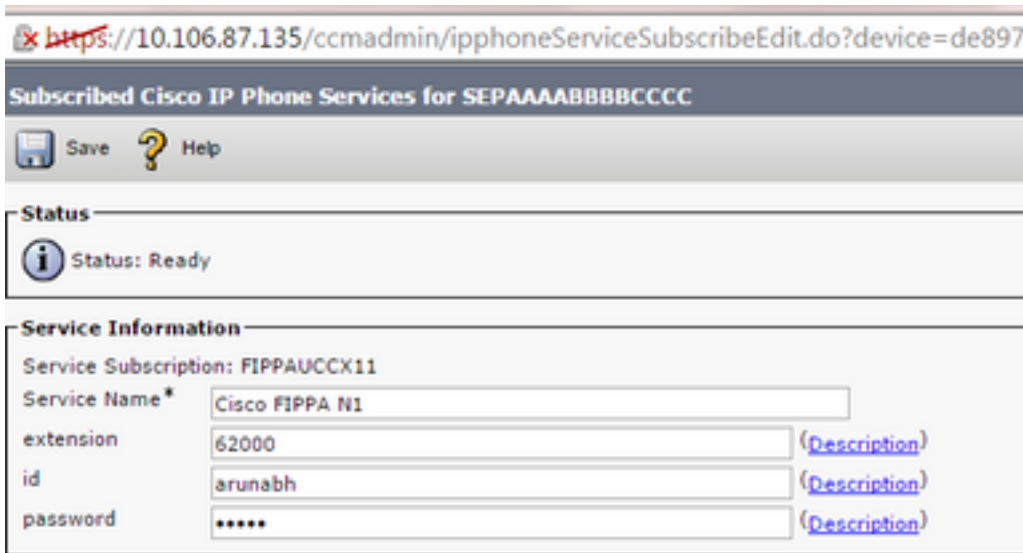 https://10.106.87.135/ccmadmin/ipphoneServiceSubscribeEdit.do?device=de897
Subscribed Cisco IP Phone Services for SEPAAAABBBBCCCC
Save Help
Status
Status: Ready
Service Information
Service Subscription: FIPPAUCCX11
Service Name* Cisco FIPPA N1
extension 62000 (Description)
id arunabh (Description)
password ••••• (Description)